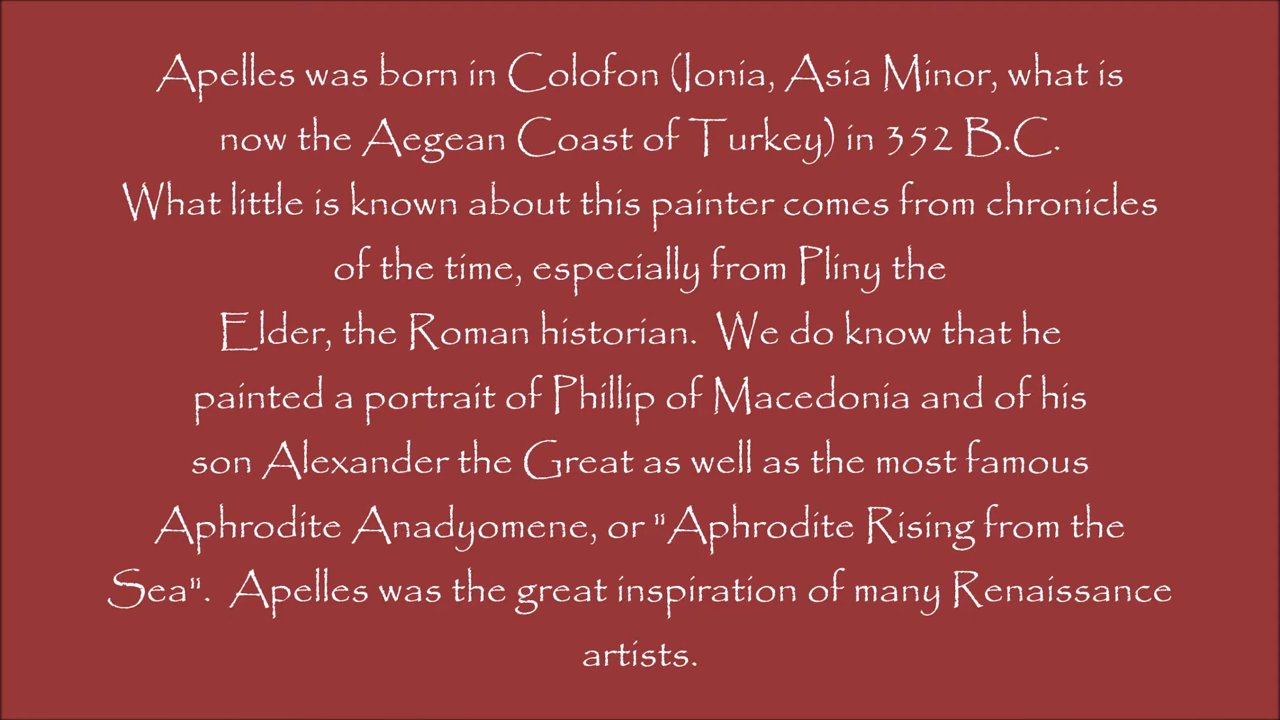 Apelles was born in Colofon (Ionia, Asia Minor, what is
now the Aegean Coast of Turkey) in 352 B.C.
What little is known about this painter comes from chronicles
of the time, especially from Pliny the
Elder, the Roman historian.  We do know that he
painted a portrait of Phillip of Macedonia and of his
son Alexander the Great as well as the most famous
Aphrodite Anadyomene, or "Aphrodite Rising from the
Sea".  Apelles was the great inspiration of many Renaissance
artists.